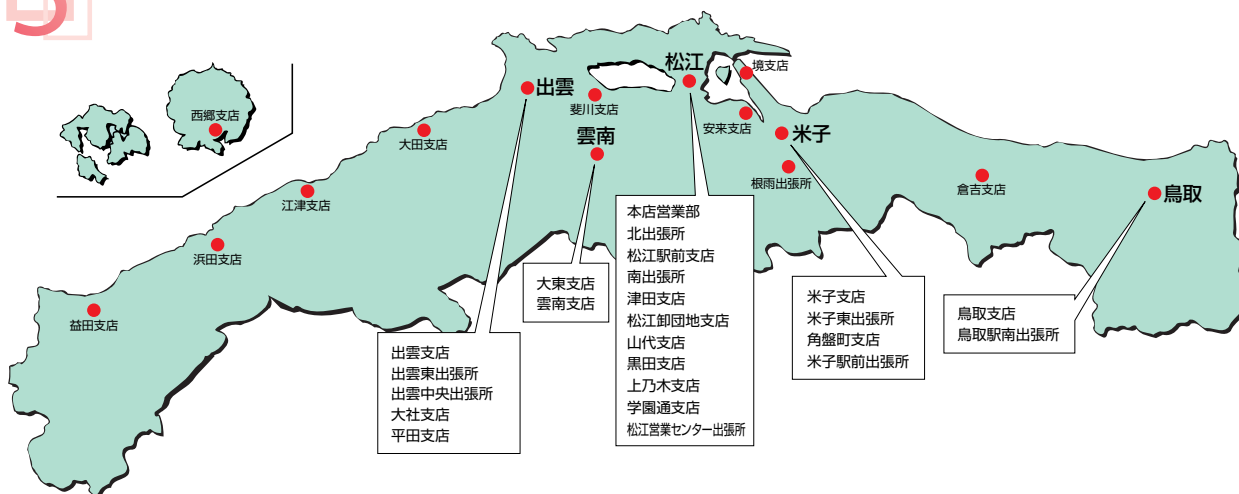 5
西郷支店
出雲
斐川支店
雲南
松江
境支店
安来支店
米子
根雨出張所
倉吉支店
鳥取
大田支店
江津支店
浜田支店
益田支店
出雲支店
出雲東出張所
出雲中央出張所
大社支店
平田支店
大東支店
雲南支店
本店営業部
北出張所
松江駅前支店
南出張所
津田支店
松江卸団地支店
山代支店
黒田支店
上乃木支店
学園通支店
松江営業センター出張所
米子支店
米子東出張所
角盤町支店
米子駅前出張所
鳥取支店
鳥取駅南出張所